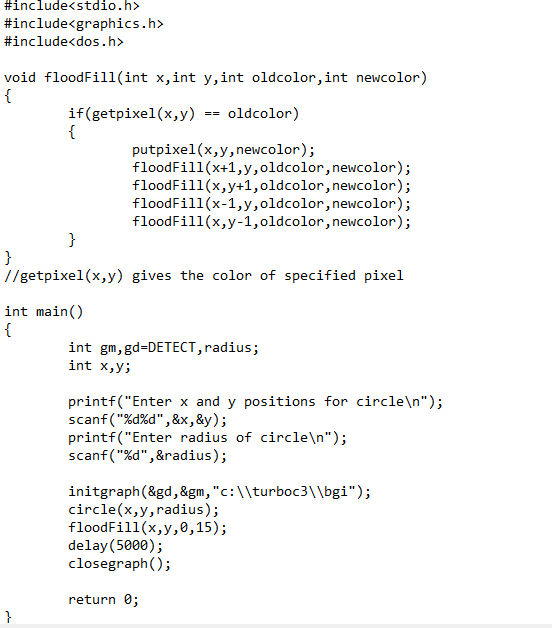 #include<stdio.h>
#include<graphics.h>
#include<dos.h>

void floodFill(int x,int y,int oldcolor,int newcolor)
{
        if(getpixel(x,y) == oldcolor)
        {
                putpixel(x,y,newcolor);
                floodFill(x+1,y,oldcolor,newcolor);
                floodFill(x,y+1,oldcolor,newcolor);
                floodFill(x-1,y,oldcolor,newcolor);
                floodFill(x,y-1,oldcolor,newcolor);
        }
}
//getpixel(x,y) gives the color of specified pixel

int main()
{
        int gm,gd=DETECT,radius;
        int x,y;

        printf("Enter x and y positions for circle\n");
        scanf("%d%d",&x,&y);
        printf("Enter radius of circle\n");
        scanf("%d",&radius);

        initgraph(&gd,&gm,"c:\\turboc3\\bgi");
        circle(x,y,radius);
        floodFill(x,y,0,15);
        delay(5000);
        closegraph();

        return 0;
}